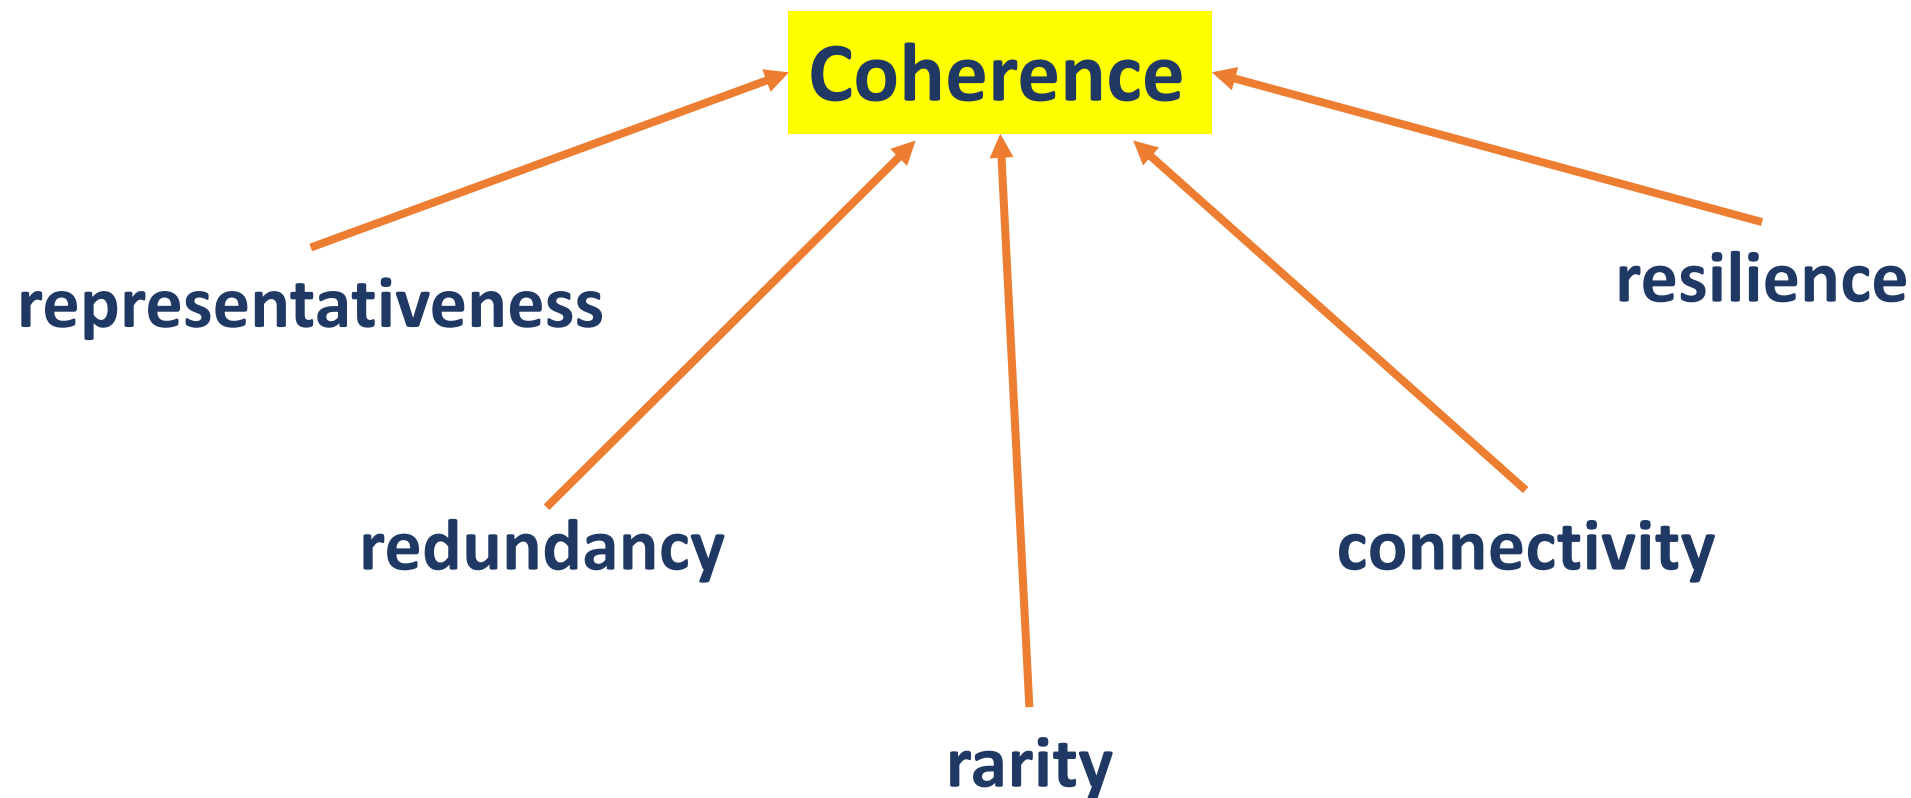 Coherence
resilience
representativeness
redundancy
connectivity
rarity